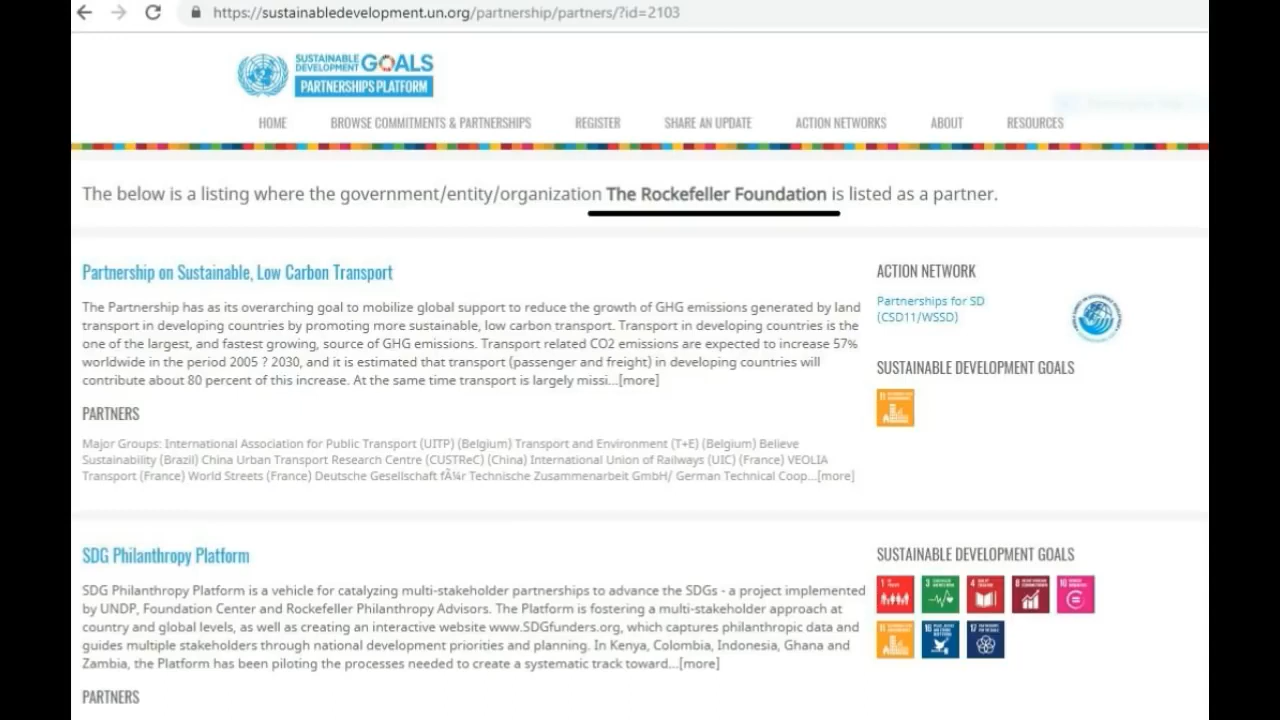 https://sustainabledevelopment.un.org/partnership/partners/?id=2103
SUSTAINABLE
DEVELOPMENT GOALS
PARTNERSHIPS PLATFORM
HOME BROWSE COMMITMENTS & PARTNERSHIPS REGISTER SHARE AN UPDATE ACTION NETWORKS ABOUT RESOURCES
The below is a listing where the government/entity/organization The Rockefeller Foundation is listed as a partner.
Partnership on Sustainable, Low Carbon Transport
The Partnership has as its overarching goal to mobilize global support to reduce the growth of GHG emissions generated by land
transport in developing countries by promoting more sustainable, low carbon transport. Transport in developing countries is the
one of the largest, and fastest growing, source of GHG emissions. Transport related CO2 emissions are expected to increase 57%
worldwide in the period 2005 ? 2030, and it is estimated that transport (passenger and freight) in developing countries will
contribute about 80 percent of this increase. At the same time transport is largely missi...[more]
PARTNERS
Major Groups: International Association for Public Transport (UITP) (Belgium) Transport and Environment (T+E) (Belgium) Believe
Sustainability (Brazil) China Urban Transport Research Centre (CUSTReC) (China) International Union of Railways (UIC) (France) VEOLIA
Transport (France) World Streets (France) Deutsche Gesellschaft fÃ¼r Technische Zusammenarbeit GmbH/ German Technical Coop...[more]
ACTION NETWORK
Partnerships for SD
(CSD11/WSSD)
SUSTAINABLE DEVELOPMENT GOALS
11
SDG Philanthropy Platform
SDG Philanthropy Platform is a vehicle for catalyzing multi-stakeholder partnerships to advance the SDGs - a project implemented
by UNDP, Foundation Center and Rockefeller Philanthropy Advisors. The Platform is fostering a multi-stakeholder approach at
country and global levels, as well as creating an interactive website www.SDGfunders.org, which captures philanthropic data and
guides multiple stakeholders through national development priorities and planning. In Kenya, Colombia, Indonesia, Ghana and
Zambia, the Platform has been piloting the processes needed to create a systematic track toward...[more]
PARTNERS
SUSTAINABLE DEVELOPMENT GOALS
1 3 4 8 10
11 16 17